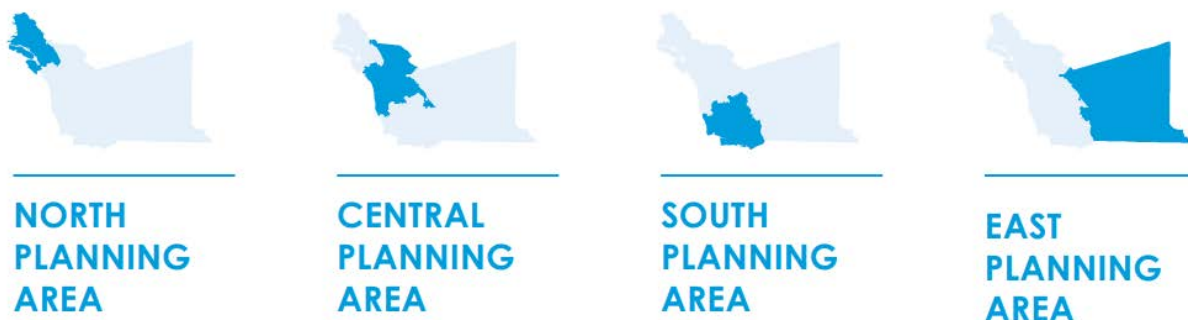 NORTH
PLANNING
AREA
CENTRAL
PLANNING
AREA
SOUTH
PLANNING
AREA
EAST
PLANNING
AREA